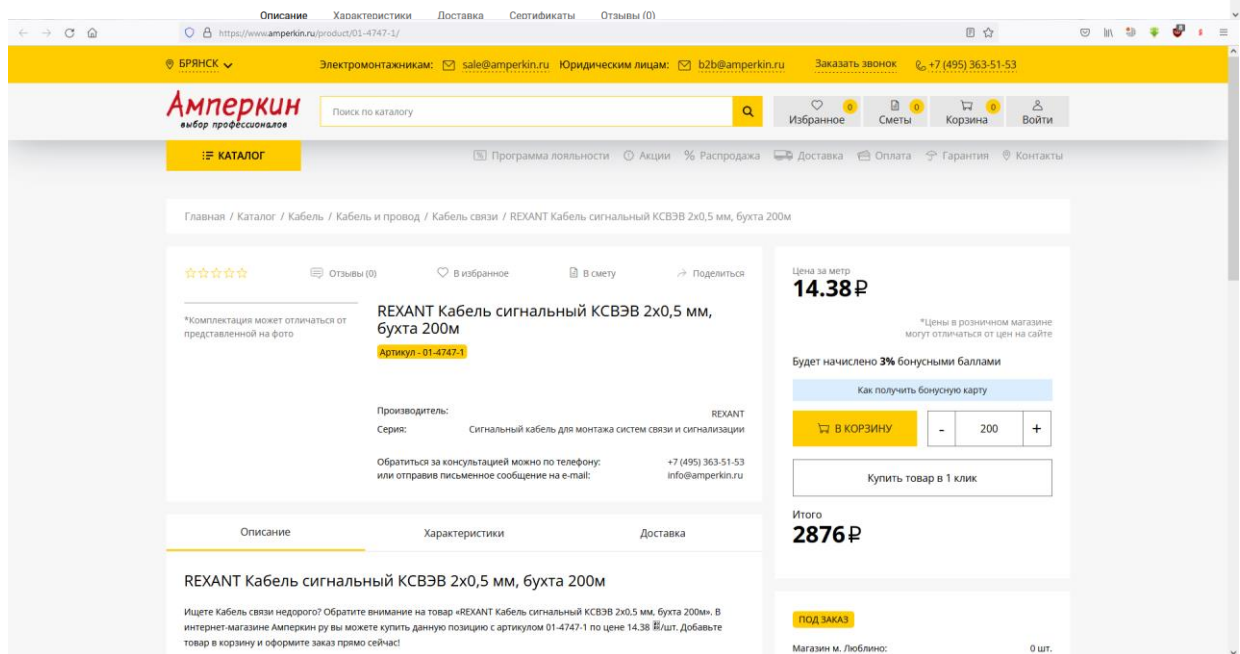 Описание Характеристики Доставка Сертификаты Отзывы (0)
https://www.amperkin.ru/product/01-4747-1/
БРЯНСК Электромонтажникам: sale@amperkin.ru Юридическим лицам: b2b@amperkin.ru Заказать звонок +7 (495) 363-51-53
Амперкин
выбор профессионалов
Поиск по каталогу
0 0 0
Избранное Сметы Корзина Войти
КАТАЛОГ Программа лояльности Акции % Распродажа Доставка Оплата Гарантия Контакты
Главная / Каталог / Кабель / Кабель и провод / Кабель связи / REXANT Кабель сигнальный КСВЭВ 2x0,5 мм, бухта 200м
Отзывы (0) В избранное В смету Поделиться
*Комплектация может отличаться от
представленной на фото
REXANT Кабель сигнальный КСВЭВ 2x0,5 мм,
бухта 200м
Артикул - 01-4747-1
Производитель: REXANT
Серия: Сигнальный кабель для монтажа систем связи и сигнализации
Обратиться за консультацией можно по телефону: +7 (495) 363-51-53
или отправив письменное сообщение на e-mail: info@amperkin.ru
Цена за метр
14.38 ₽
*Цены в розничном магазине
могут отличаться от цен на сайте
Будет начислено 3% бонусными баллами
Как получить бонусную карту
В КОРЗИНУ - 200 +
Купить товар в 1 клик
Итого
2876 ₽
Описание Характеристики Доставка
REXANT Кабель сигнальный КСВЭВ 2x0,5 мм, бухта 200м
Ищете Кабель связи недорого? Обратите внимание на товар «REXANT Кабель сигнальный КСВЭВ 2x0,5 мм, бухта 200м». В
интернет-магазине Амперкин ру вы можете купить данную позицию с артикулом 01-4747-1 по цене 14.38 /шт. Добавьте
товар в корзину и оформите заказ прямо сейчас!
ПОД ЗАКАЗ
Магазин м. Люблино: 0 шт.